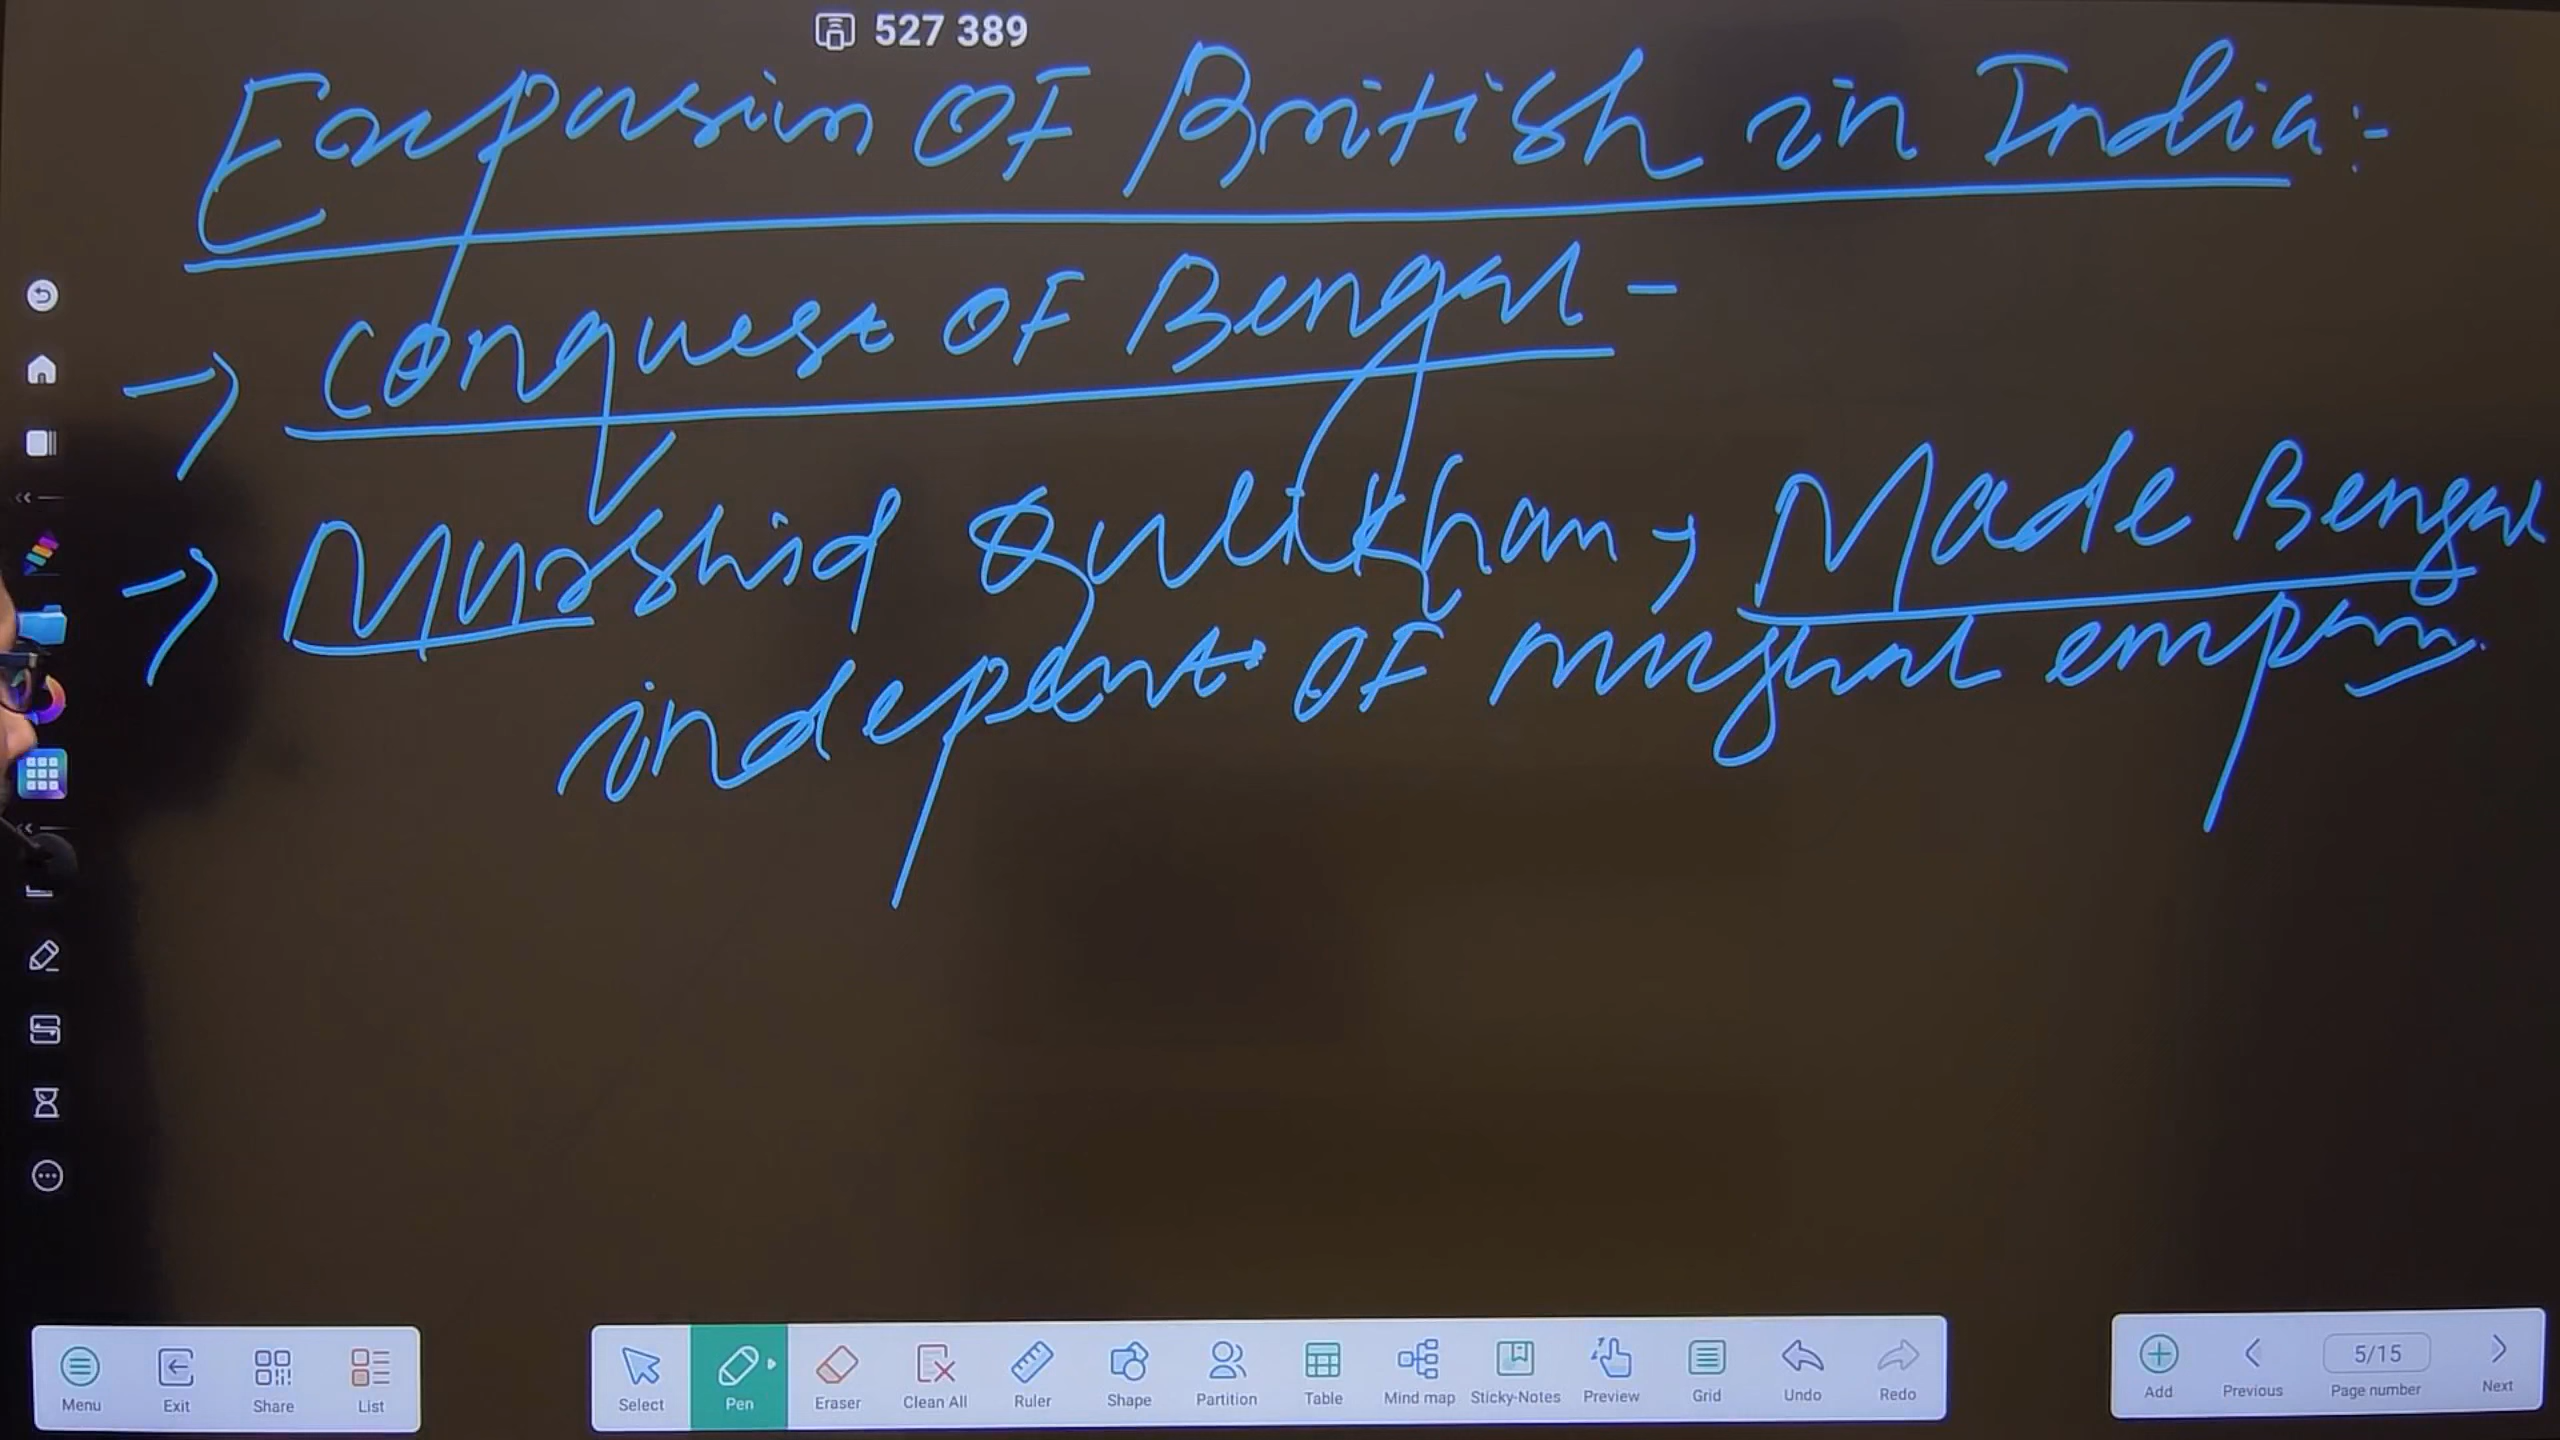 527 389
Expasion OF British in India:-
→ Conquest OF Bengal -
→ Murshid Qulikhan → Made Bengal
indepent OF mughal empire.
Menu Exit Share List Select Pen Eraser Clean All Ruler Shape Partition Table Mind map Sticky-Notes Preview Grid Undo Redo Add Previous 5/15 Page number Next